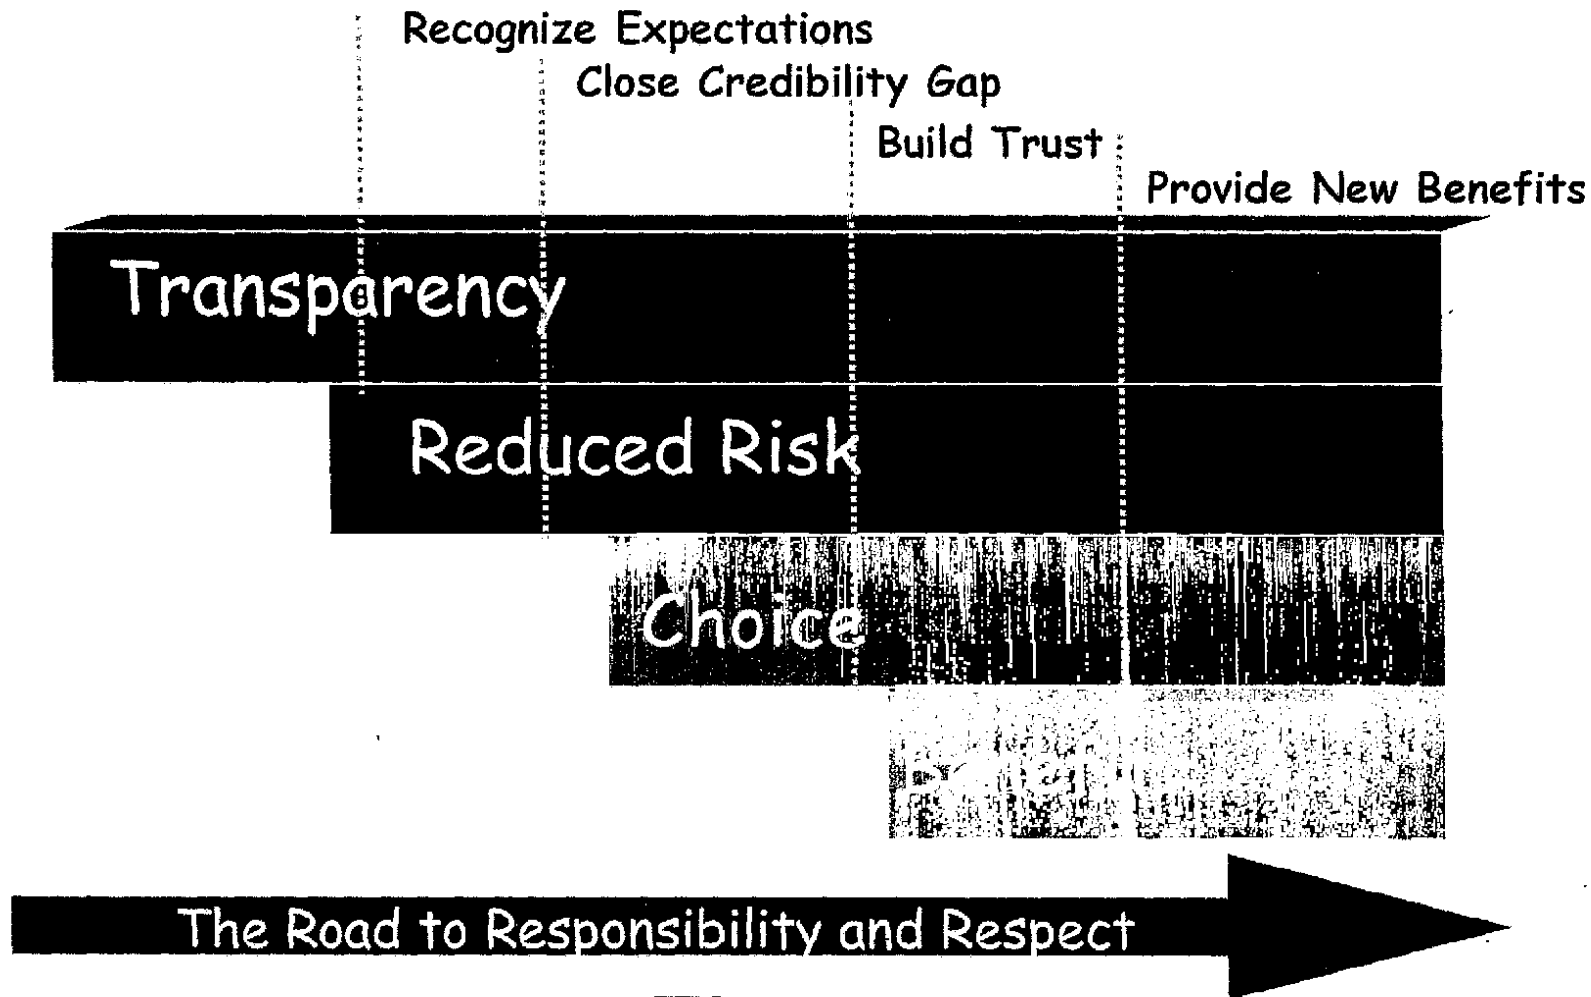 Recognize Expectations
Close Credibility Gap
Build Trust
Provide New Benefits
Transparency
Reduced Risk
Choice
The Road to Responsibility and Respect